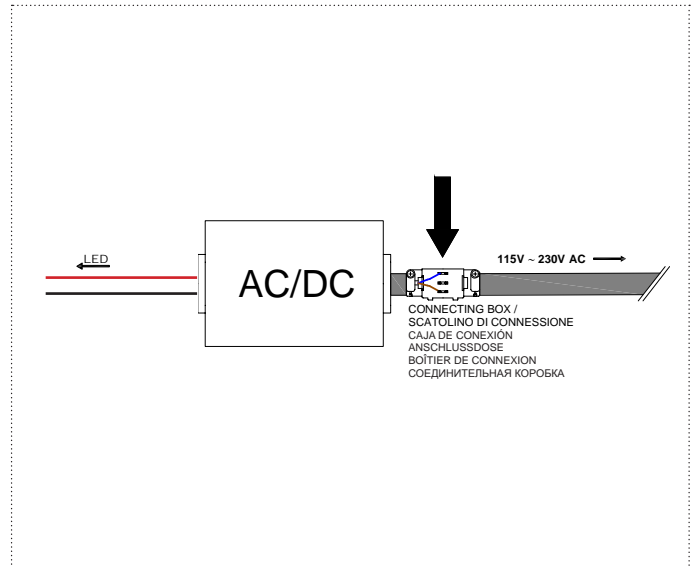 LED
AC/DC
115V ~ 230V AC
CONNECTING BOX /
SCATOLINO DI CONNESSIONE
CAJA DE CONEXIÓN
ANSCHLUSSDOSE
BOÎTIER DE CONNEXION
СОЕДИНИТЕЛЬНАЯ КОРОБКА